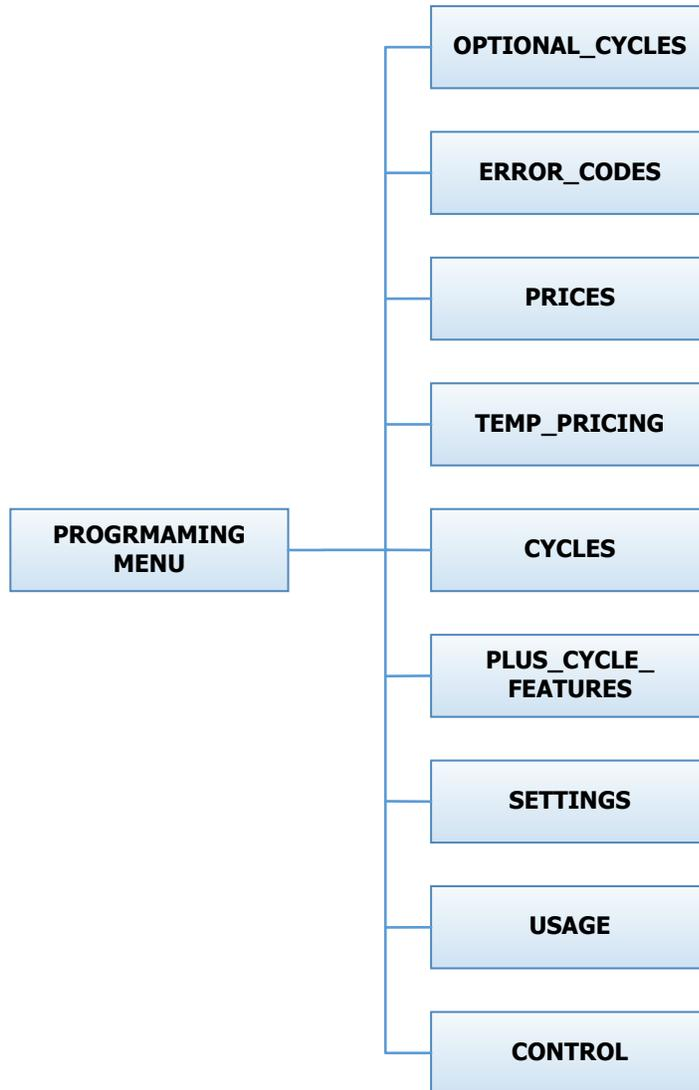 OPTIONAL_CYCLES
ERROR_CODES
PRICES
TEMP_PRICING
PROGRMAMING
MENU
CYCLES
PLUS_CYCLE_
FEATURES
SETTINGS
USAGE
CONTROL